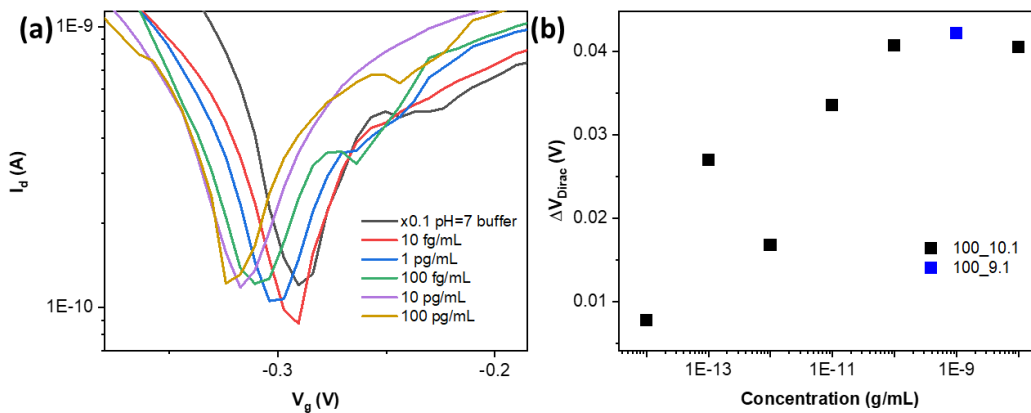 (a)
1E-9
1E-10
I_d (A)
-0.3
-0.2
V_g (V)
x0.1 pH=7 buffer
10 fg/mL
1 pg/mL
100 fg/mL
10 pg/mL
100 pg/mL
(b)
0.04
0.03
0.02
0.01
ΔV_Dirac (V)
1E-13
1E-11
1E-9
Concentration (g/mL)
100_10.1
100_9.1